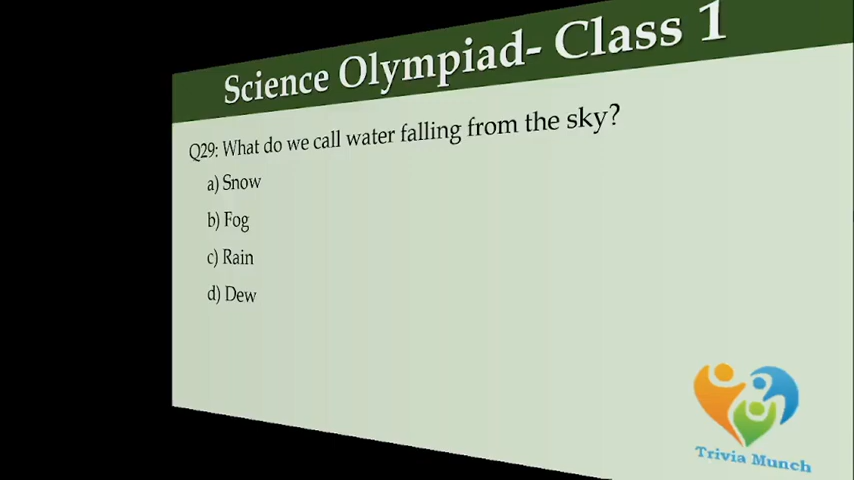 Science Olympiad- Class 1
Q29: What do we call water falling from the sky?
a) Snow
b) Fog
c) Rain
d) Dew
Trivia Munch